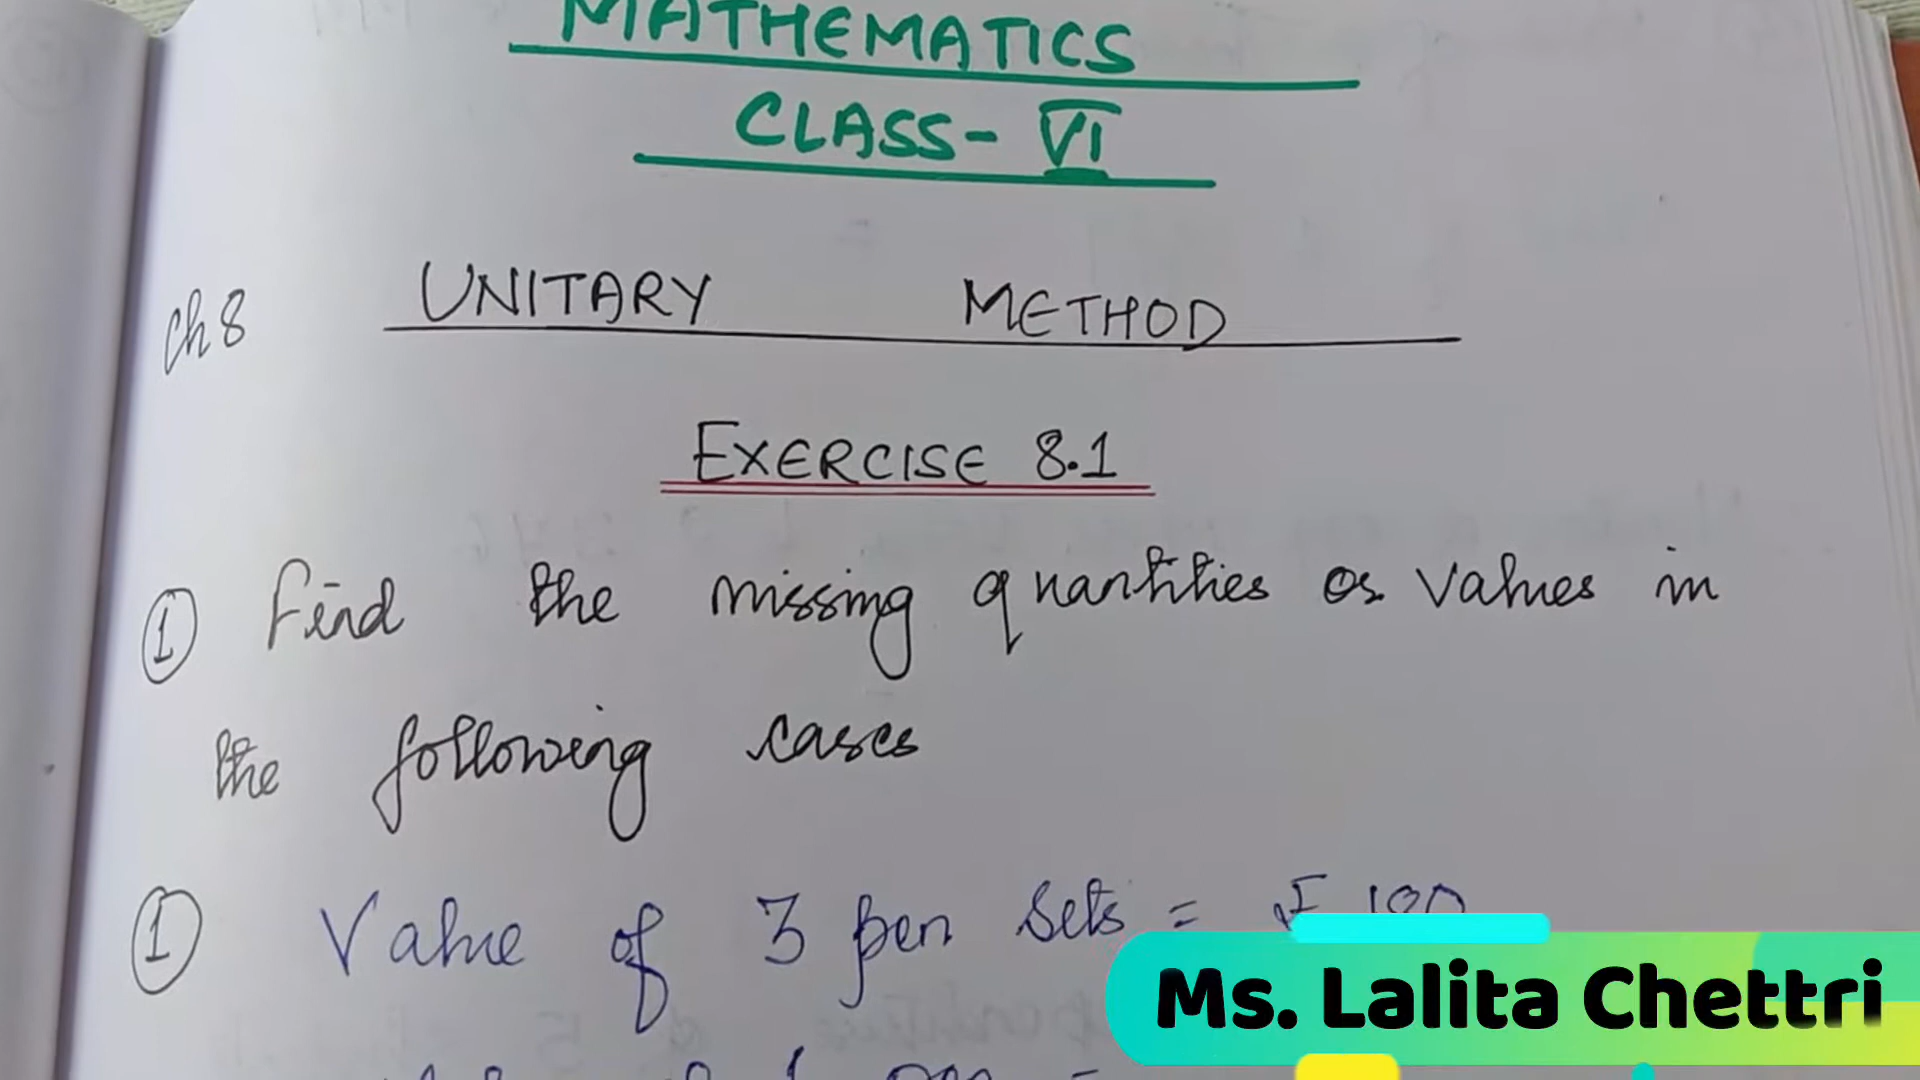 MATHEMATICS
CLASS- VI
Ch 8 UNITARY METHOD
EXERCISE 8.1
① Find the missing quantities or values in
the following cases
① Value of 3 pen sets =
Ms. Lalita Chettri